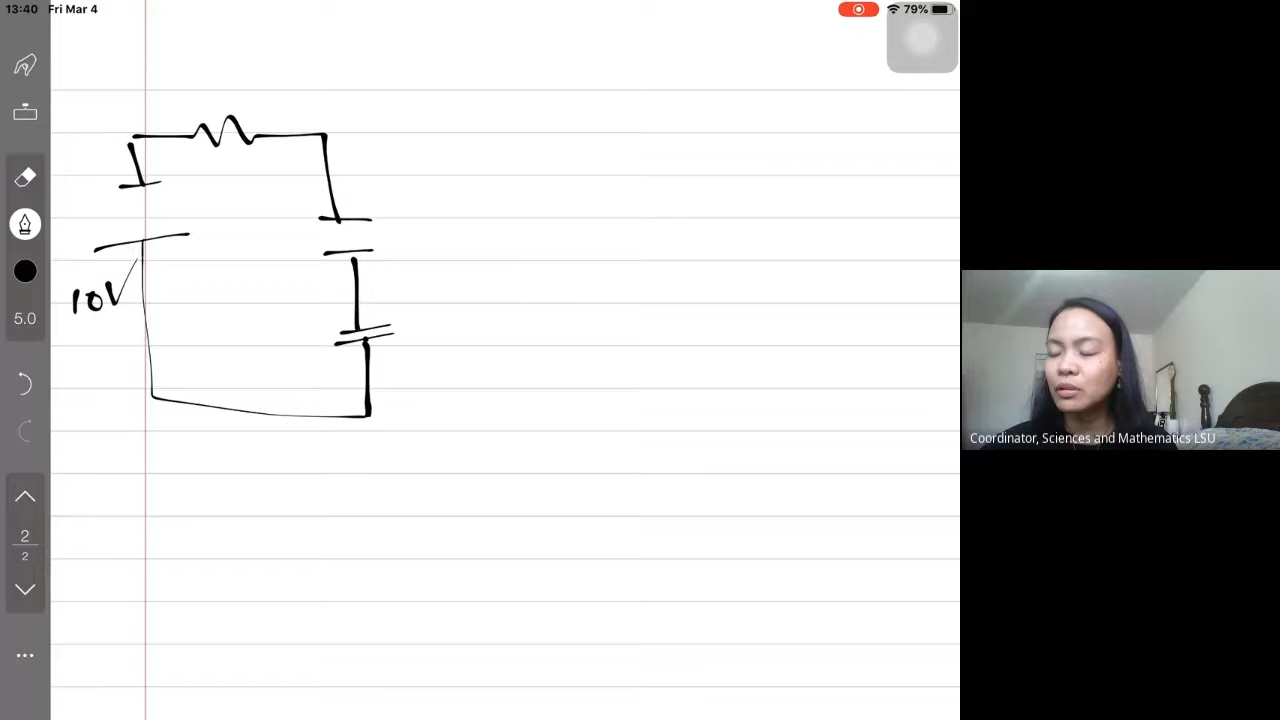 13:40 Fri Mar 4
79%
10V
5.0
2
2
Coordinator, Sciences and Mathematics LSU